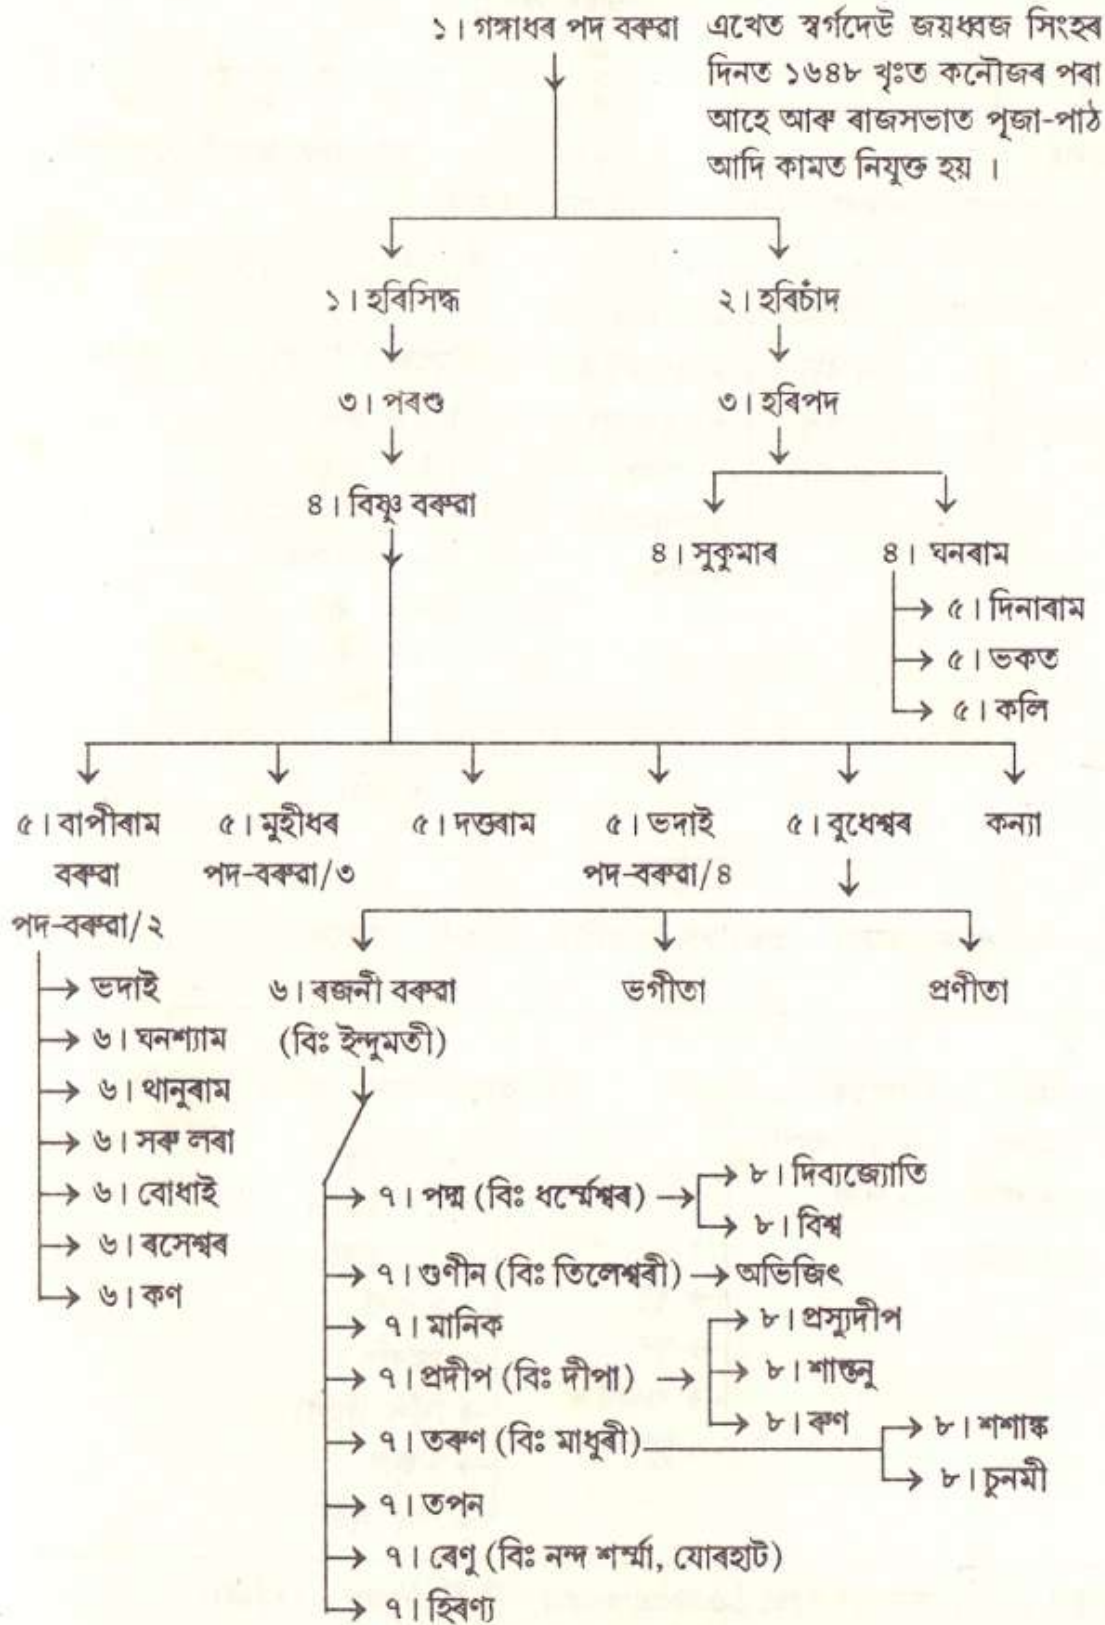 ১। গঙ্গাধৰ পদ বৰুৱা
এখেত স্বৰ্গদেউ জয়ধ্বজ সিংহৰ
দিনত ১৬৪৮ খৃঃত কনৌজৰ পৰা
আহে আৰু ৰাজসভাত পূজা-পাঠ
আদি কামত নিযুক্ত হয় ।
১। হৰিসিদ্ধ
২। হৰিচাঁদ
৩। পৰশু
৩। হৰিপদ
৪। বিষ্ণু বৰুৱা
৪। সুকুমাৰ
৪। ঘনৰাম
৫। দিনাৰাম
৫। ভকত
৫। কলি
৫। বাপীৰাম
বৰুৱা
পদ-বৰুৱা/২
৫। মুহীধৰ
পদ-বৰুৱা/৩
৫। দত্তৰাম
৫। ভদাই
পদ-বৰুৱা/৪
৫। বুধেশ্বৰ
কন্যা
ভদাই
৬। ঘনশ্যাম
৬। থানুৰাম
৬। সৰু লৰা
৬। বোধাই
৬। ৰসেশ্বৰ
৬। কণ
৬। ৰজনী বৰুৱা
(বিঃ ইন্দুমতী)
ভগীতা
প্ৰণীতা
৭। পদ্ম (বিঃ ধৰ্ম্মেশ্বৰ)
৮। দিব্যজ্যোতি
৮। বিশ্ব
৭। গুণীন (বিঃ তিলেশ্বৰী)
অভিজিৎ
৭। মানিক
৭। প্ৰদীপ (বিঃ দীপা)
৮। প্ৰস্যুদীপ
৮। শান্তনু
৮। ৰুণ
৭। তৰুণ (বিঃ মাধুৰী)
৮। শশাঙ্ক
৮। চুনমী
৭। তপন
৭। ৰেণু (বিঃ নন্দ শৰ্ম্মা, যোৰহাট)
৭। হিৰণ্য